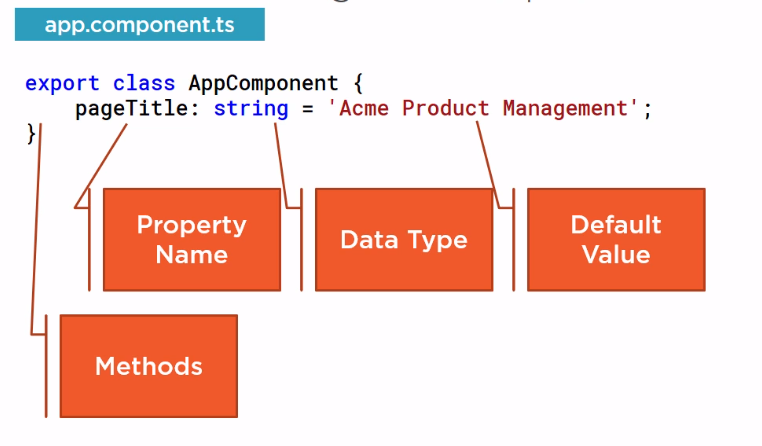 app.component.ts
export class AppComponent {
pageTitle: string = 'Acme Product Management';
}
Property
Name
Data Type
Default
Value
Methods